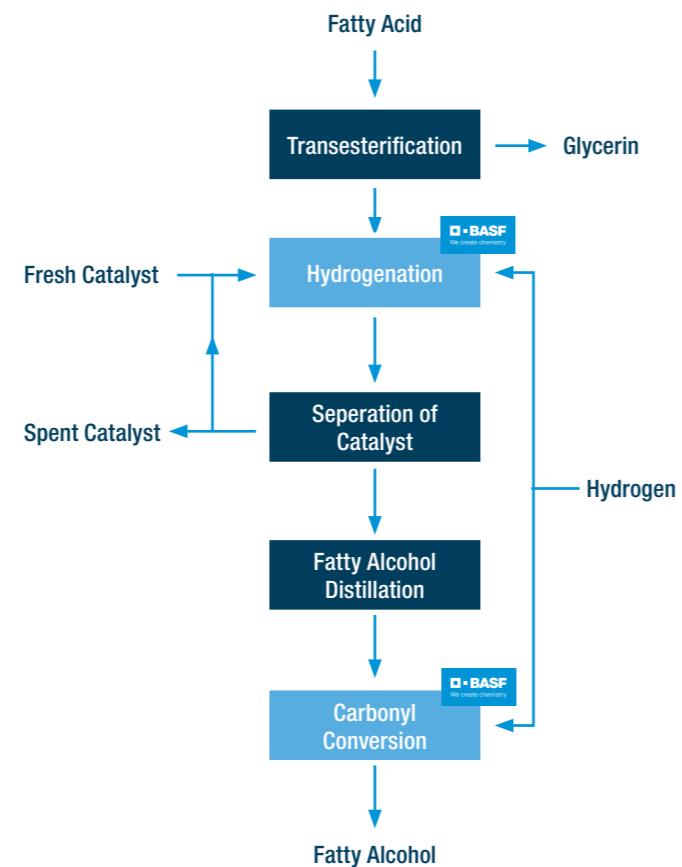 Fatty Acid
Transesterification
Glycerin
BASF
We create chemistry
Fresh Catalyst
Hydrogenation
Spent Catalyst
Seperation of
Catalyst
Hydrogen
Fatty Alcohol
Distillation
BASF
We create chemistry
Carbonyl
Conversion
Fatty Alcohol